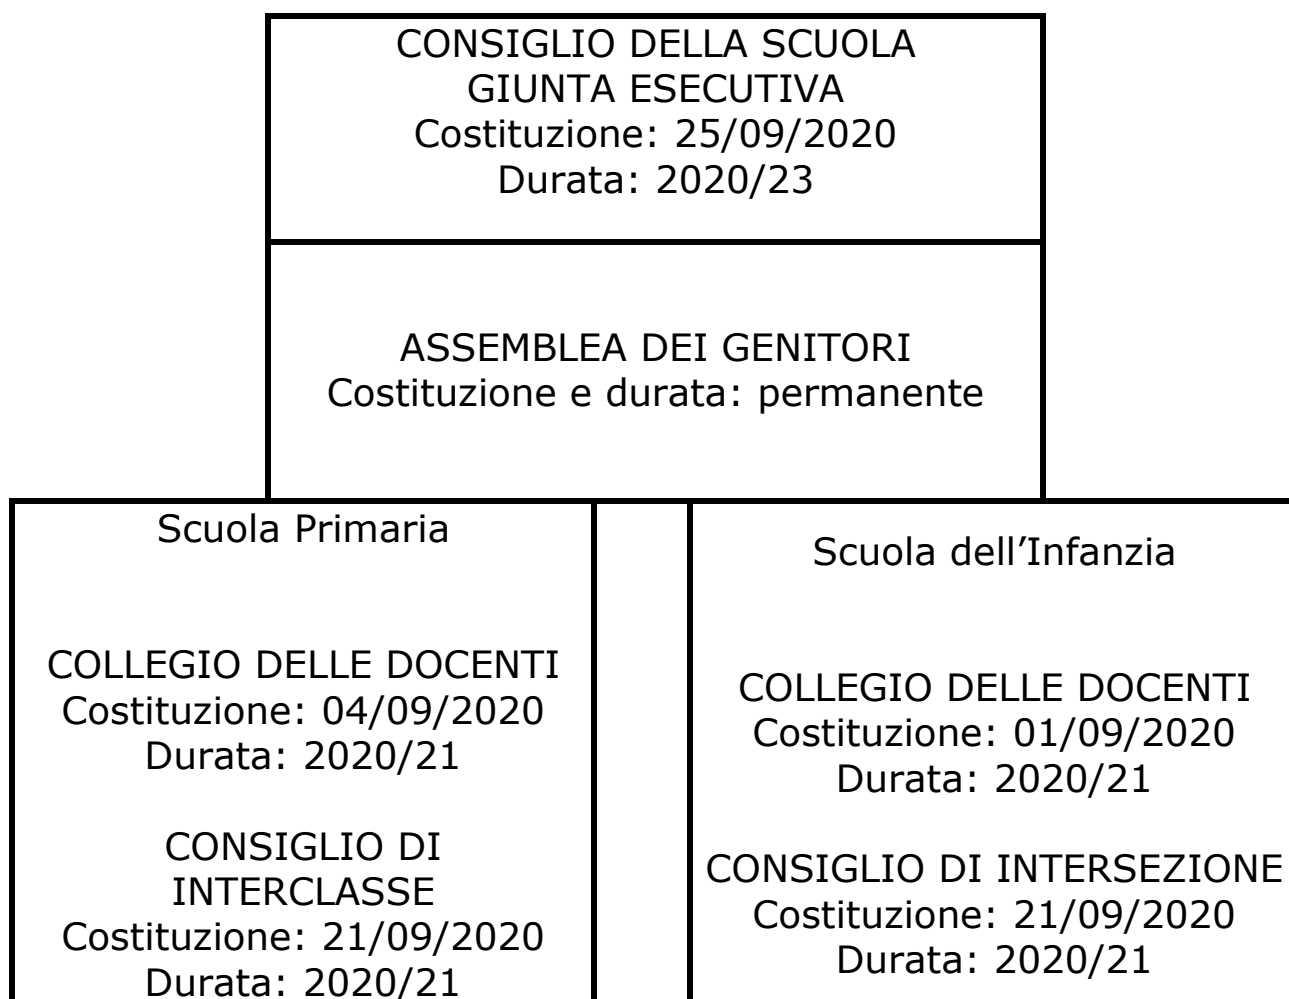 CONSIGLIO DELLA SCUOLA
GIUNTA ESECUTIVA
Costituzione: 25/09/2020
Durata: 2020/23
ASSEMBLEA DEI GENITORI
Costituzione e durata: permanente
Scuola Primaria
COLLEGIO DELLE DOCENTI
Costituzione: 04/09/2020
Durata: 2020/21
CONSIGLIO DI
INTERCLASSE
Costituzione: 21/09/2020
Durata: 2020/21
Scuola dell’Infanzia
COLLEGIO DELLE DOCENTI
Costituzione: 01/09/2020
Durata: 2020/21
CONSIGLIO DI INTERSEZIONE
Costituzione: 21/09/2020
Durata: 2020/21